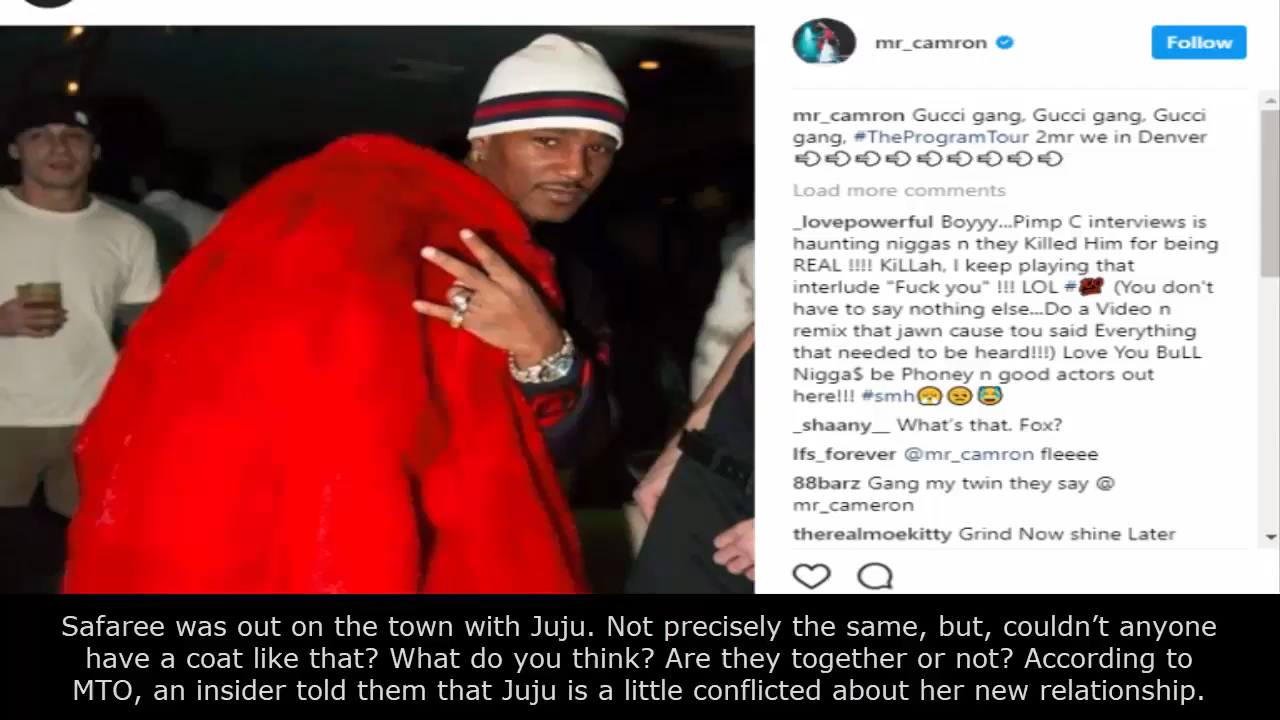 mr_camron
Follow
mr_camron Gucci gang, Gucci gang, Gucci
gang, #TheProgramTour 2mr we in Denver
Load more comments
_lovepowerful Boyyy...Pimp C interviews is
haunting niggas n they Killed Him for being
REAL !!!! KiLLah, I keep playing that
interlude "Fuck you" !!! LOL #💯 (You don't
have to say nothing else...Do a Video n
remix that jawn cause tou said Everything
that needed to be heard!!!) Love You BuLL
Nigga$ be Phoney n good actors out
here!!! #smh😤😒😂
_shaany__ What's that. Fox?
lfs_forever @mr_camron fleeee
88barz Gang my twin they say @
mr_cameron
therealmoekitty Grind Now shine Later
Safaree was out on the town with Juju. Not precisely the same, but, couldn't anyone
have a coat like that? What do you think? Are they together or not? According to
MTO, an insider told them that Juju is a little conflicted about her new relationship.